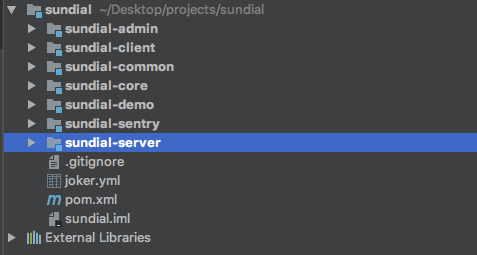 sundial ~/Desktop/projects/sundial
sundial-admin
sundial-client
sundial-common
sundial-core
sundial-demo
sundial-sentry
sundial-server
.gitignore
joker.yml
pom.xml
sundial.iml
External Libraries